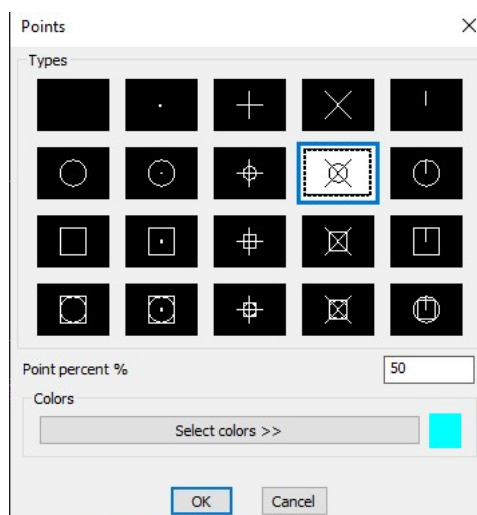 Points
Types
Point percent % 50
Colors
Select colors >>
OK Cancel